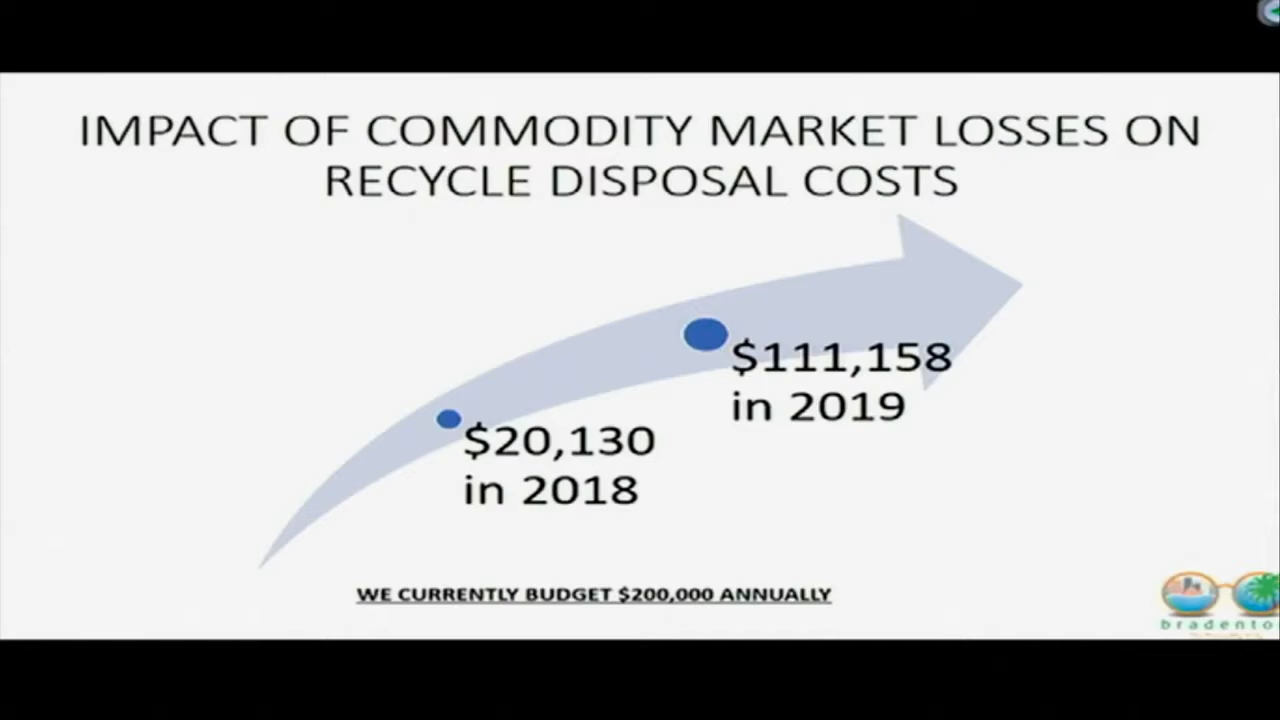 IMPACT OF COMMODITY MARKET LOSSES ON
RECYCLE DISPOSAL COSTS
$111,158
in 2019
$20,130
in 2018
WE CURRENTLY BUDGET $200,000 ANNUALLY
bradento